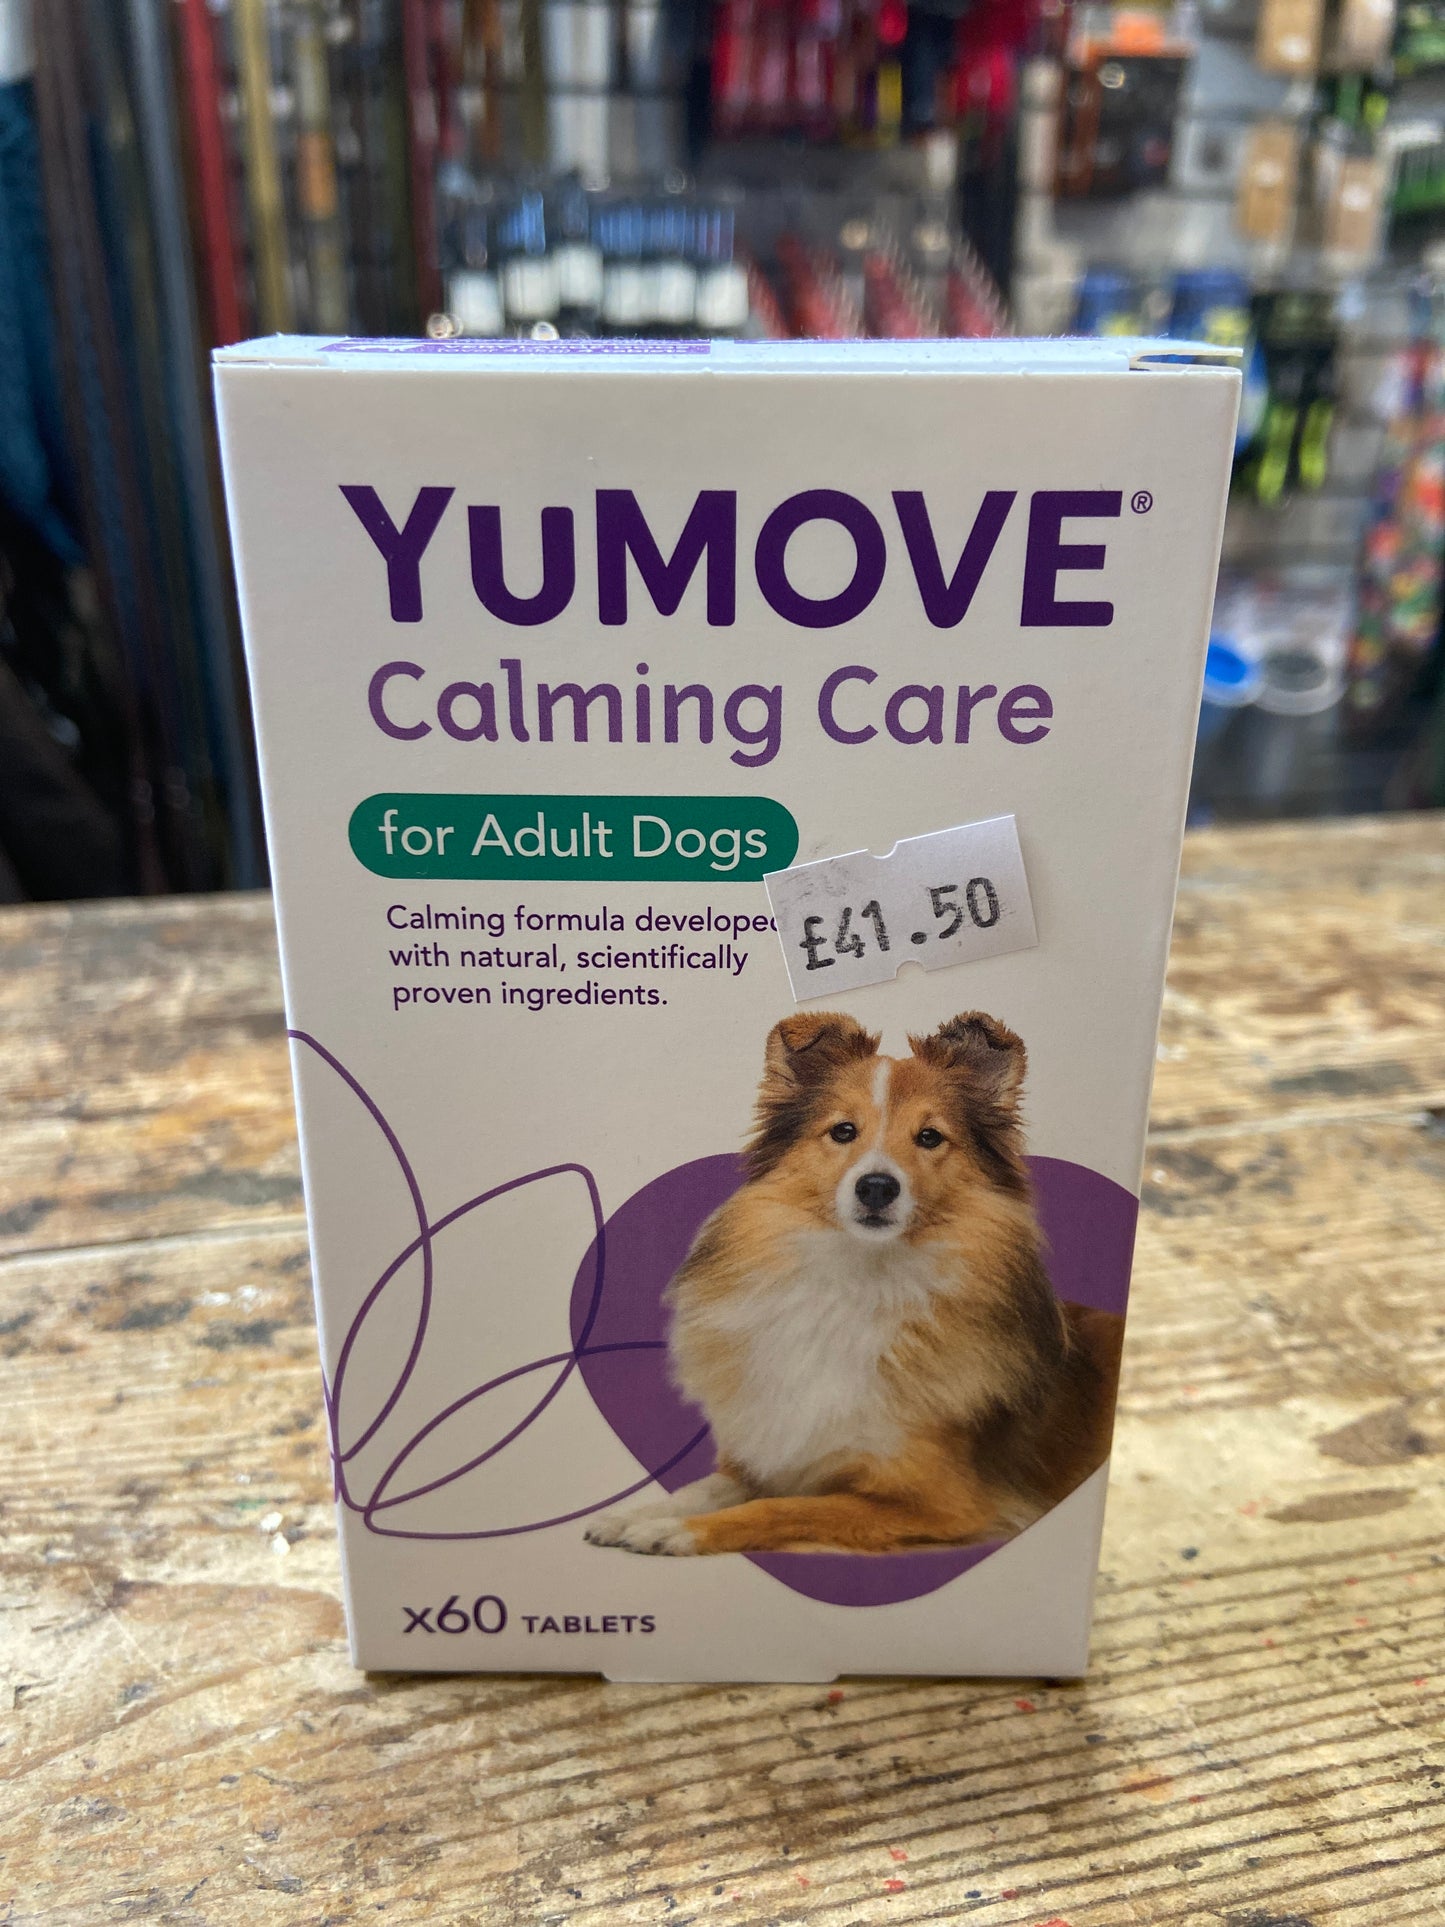 YuMOVE®
Calming Care
for Adult Dogs
£41.50
Calming formula developed
with natural, scientifically
proven ingredients.
x60 TABLETS